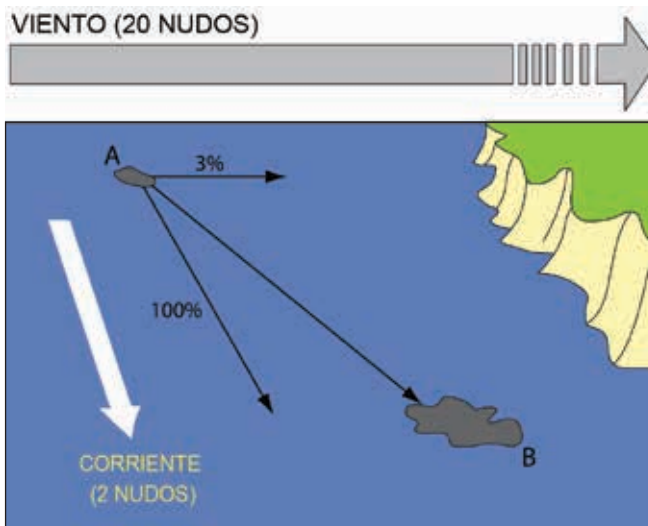 VIENTO (20 NUDOS)
A
3%
100%
CORRIENTE
(2 NUDOS)
B